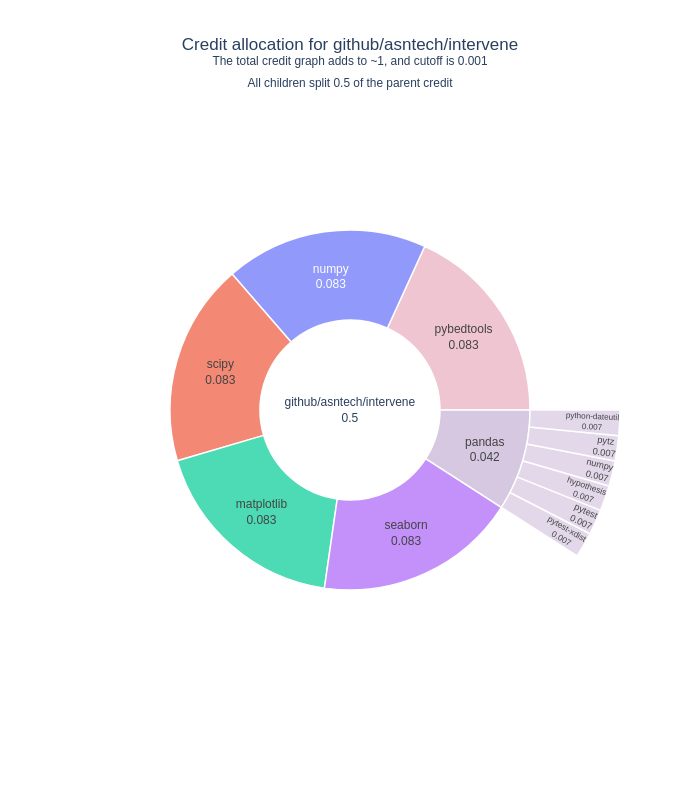 Credit allocation for github/asntech/intervene
The total credit graph adds to ~1, and cutoff is 0.001
All children split 0.5 of the parent credit
numpy
0.083
pybedtools
0.083
scipy
0.083
github/asntech/intervene
0.5
pandas
0.042
matplotlib
0.083
seaborn
0.083
python-dateutil
0.007
pytz
0.007
numpy
0.007
hypothesis
0.007
pytest
0.007
pytest-xdist
0.007